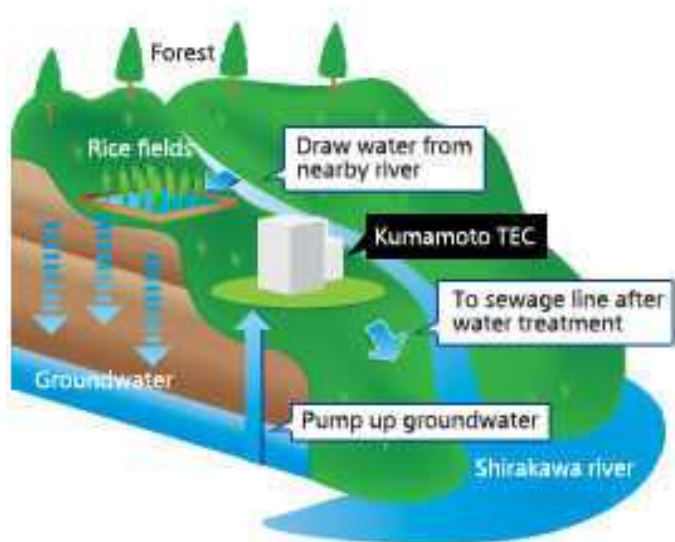 Forest
Rice fields
Draw water from
nearby river
Kumamoto TEC
To sewage line after
water treatment
Groundwater
Pump up groundwater
Shirakawa river